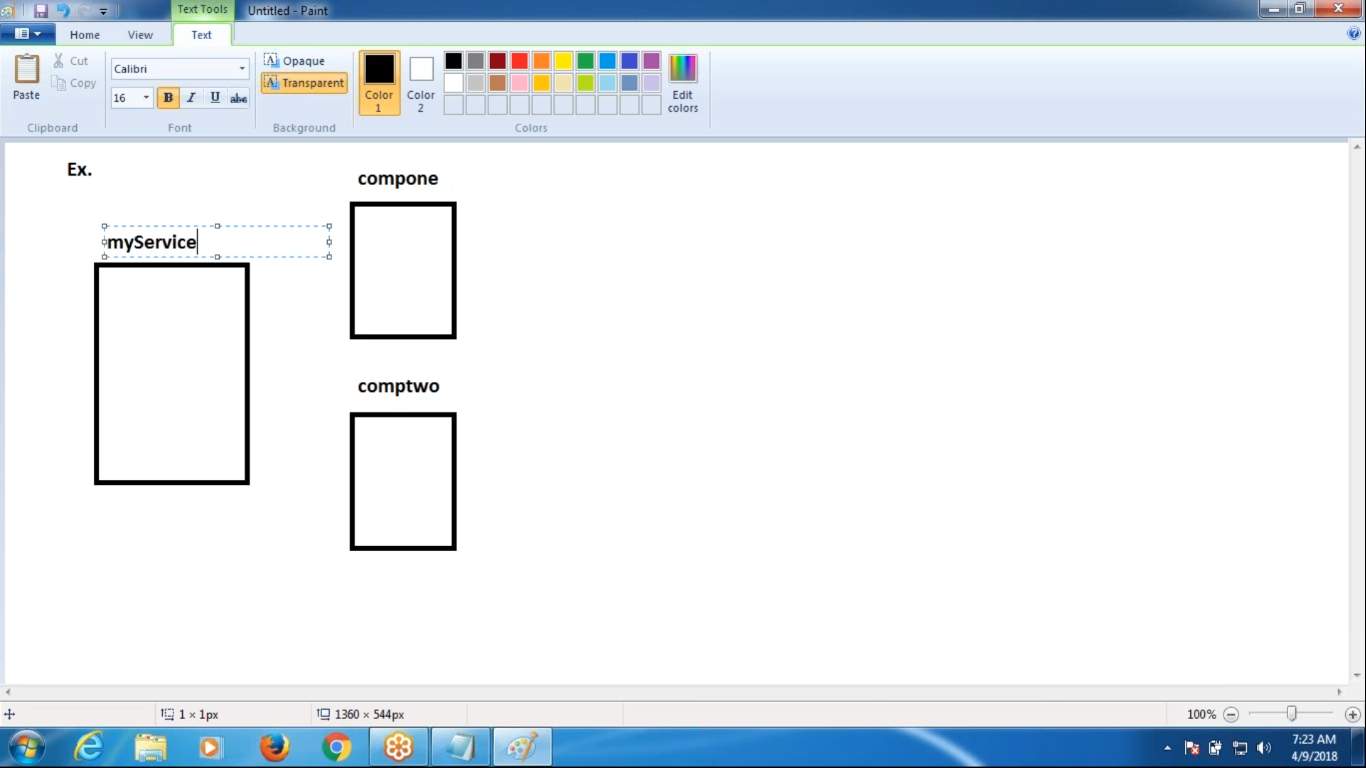 Text Tools
Untitled - Paint
Home
View
Text
Paste
Cut
Copy
Clipboard
Calibri
16
B I U abc
Font
Opaque
Transparent
Background
Color 1
Color 2
Edit colors
Colors
Ex.
compone
myService
comptwo
1 × 1px
1360 × 544px
100%
7:23 AM
4/9/2018